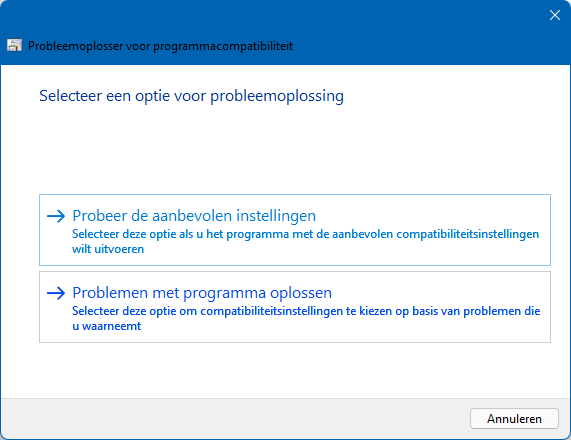 Probleemoplosser voor programmacompatibiliteit
Selecteer een optie voor probleemoplossing
Probeer de aanbevolen instellingen
Selecteer deze optie als u het programma met de aanbevolen compatibiliteitsinstellingen
wilt uitvoeren
Problemen met programma oplossen
Selecteer deze optie om compatibiliteitsinstellingen te kiezen op basis van problemen die
u waarneemt
Annuleren